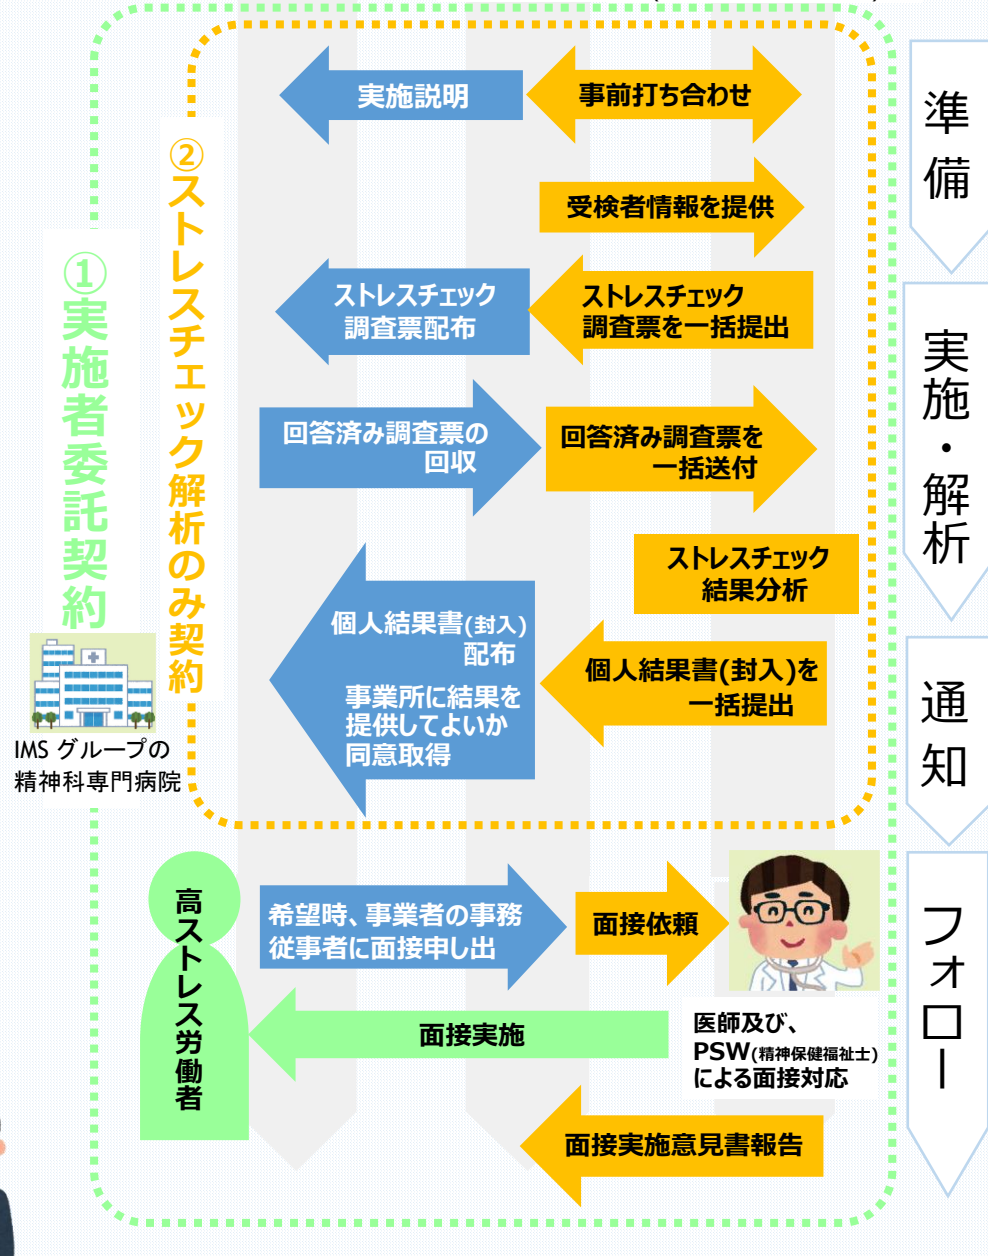 実施説明
事前打ち合わせ
準備
受検者情報を提供
②ストレスチェック解析のみ契約
①実施者委託契約
ストレスチェック
調査票配布
ストレスチェック
調査票を一括提出
実施・解析
回答済み調査票の
回収
回答済み調査票を
一括送付
ストレスチェック
結果分析
個人結果書(封入)
配布
事業所に結果を
提供してよいか
同意取得
個人結果書(封入)を
一括提出
通知
IMS グループの
精神科専門病院
高ストレス労働者
希望時、事業者の事務
従事者に面接申し出
面接依頼
フォロー
面接実施
医師及び、
PSW(精神保健福祉士)
による面接対応
面接実施意見書報告